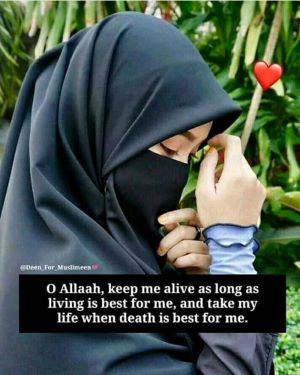 @Deen_For_Muslimeen
O Allaah, keep me alive as long as
living is best for me, and take my
life when death is best for me.